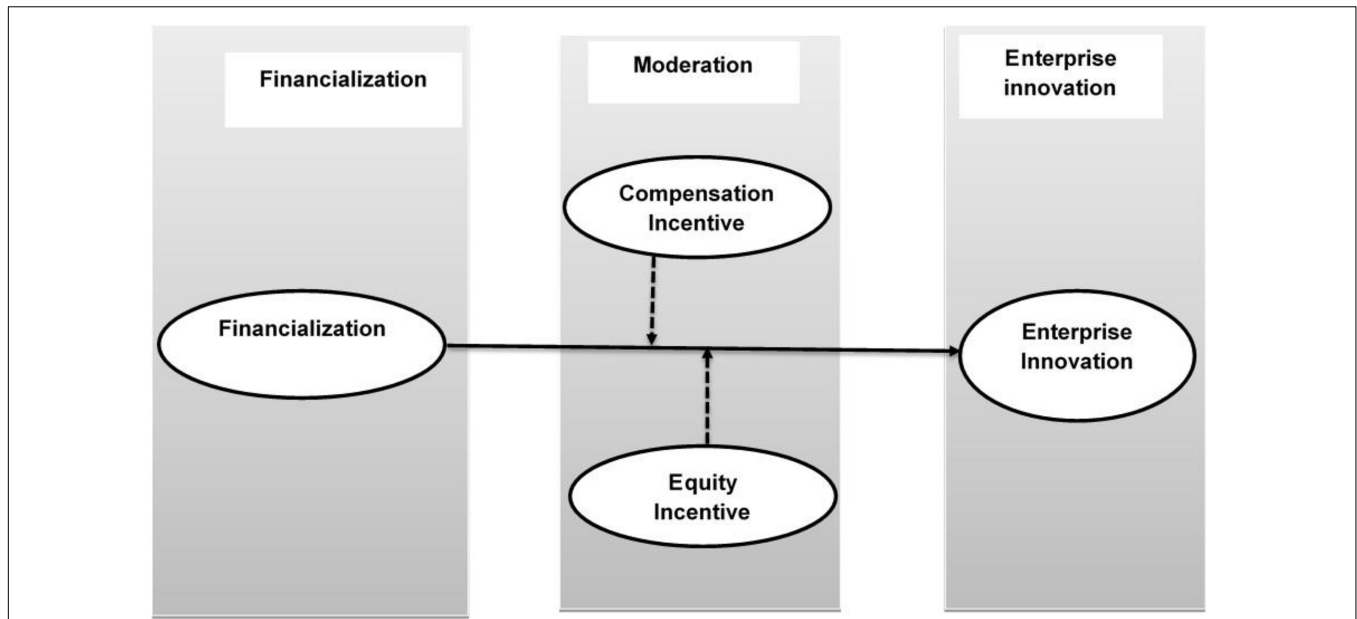 Financialization
Moderation
Enterprise
innovation
Compensation
Incentive
Financialization
Enterprise
Innovation
Equity
Incentive